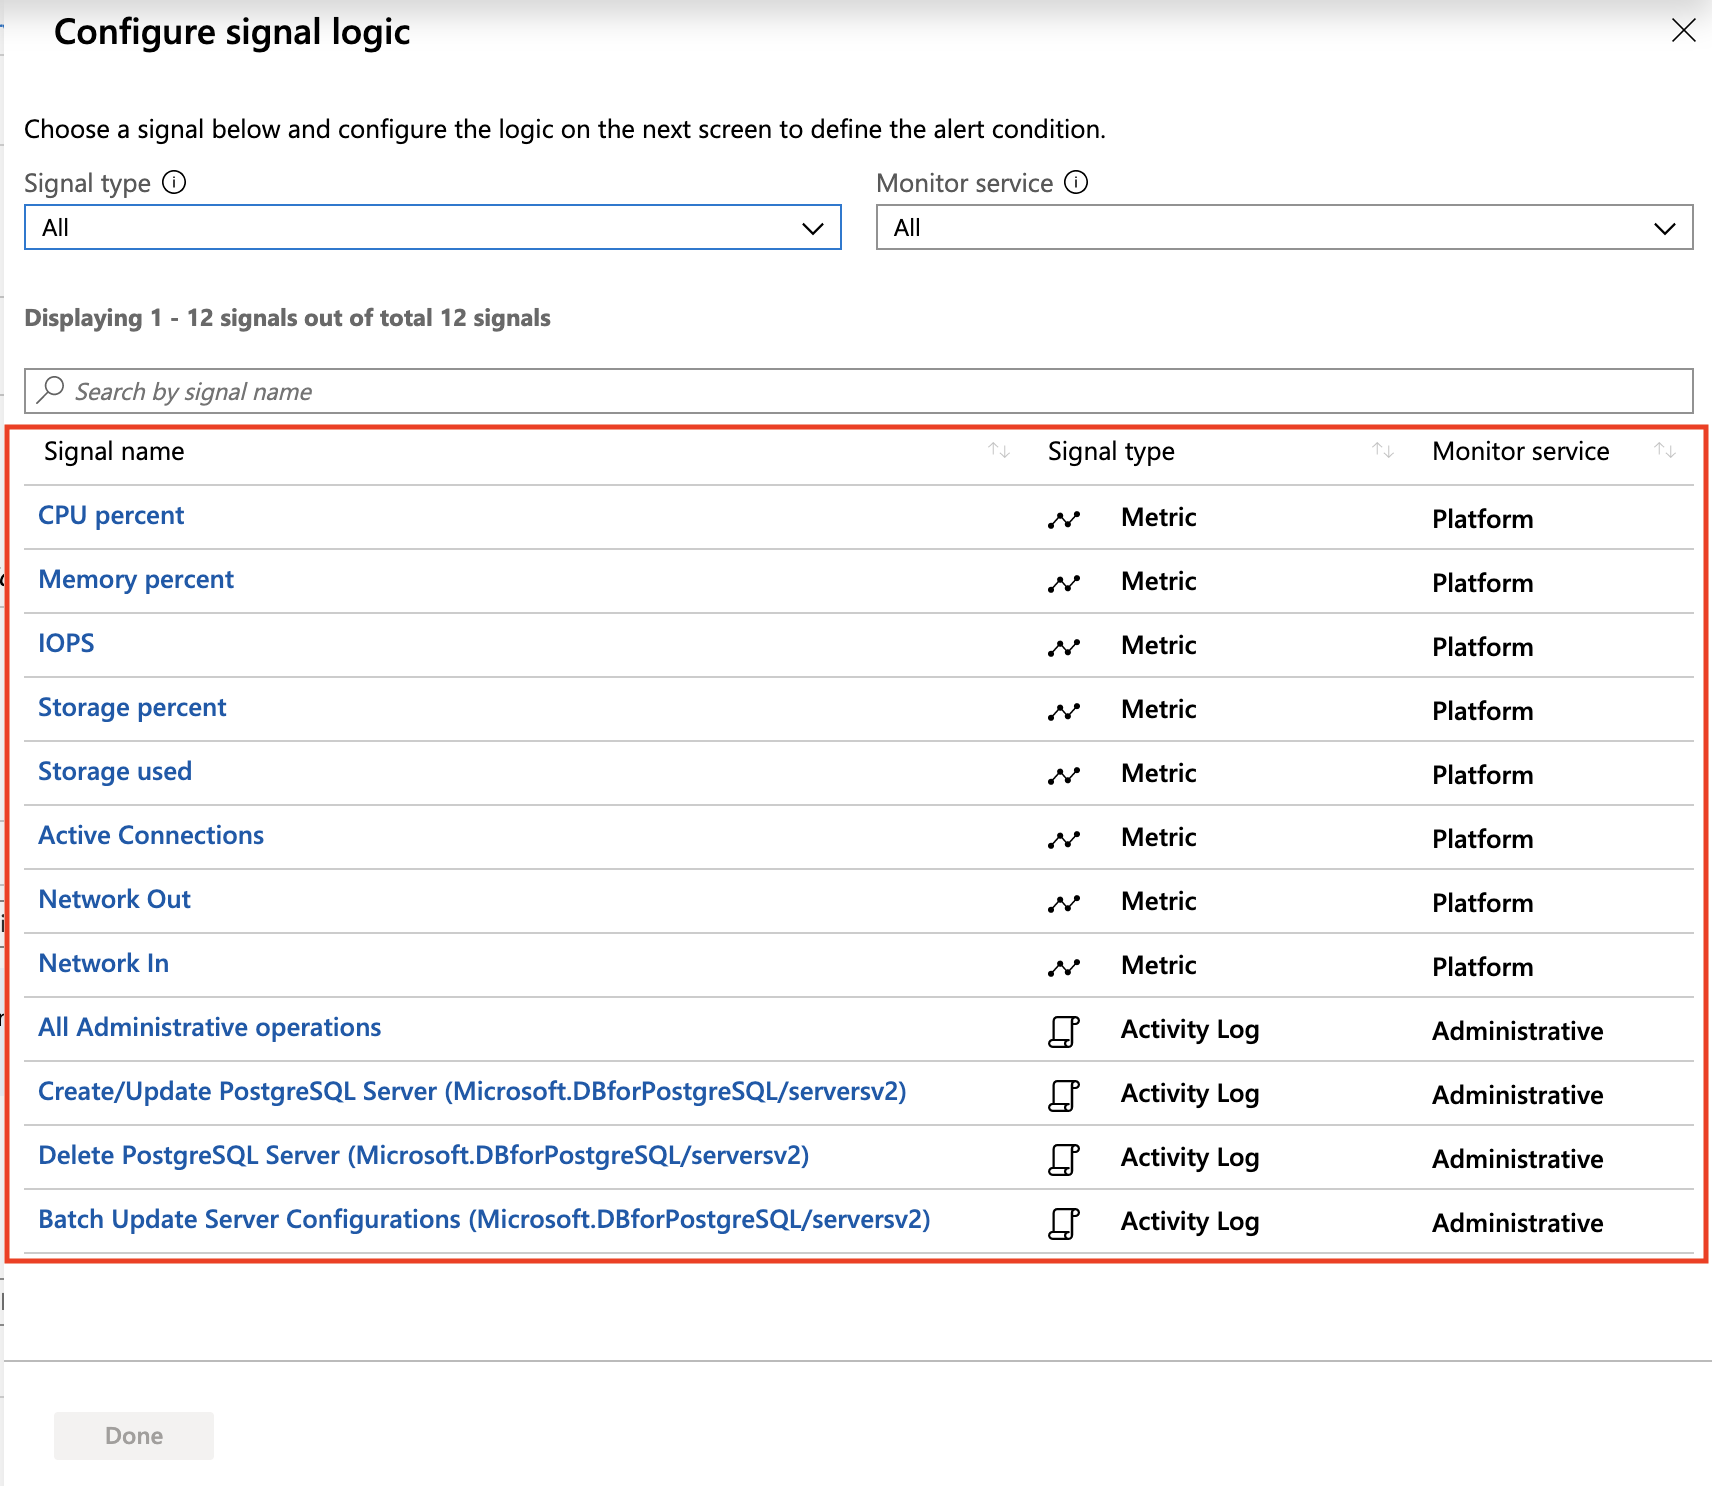 Configure signal logic
Choose a signal below and configure the logic on the next screen to define the alert condition.
Signal type Monitor service
All All
Displaying 1 - 12 signals out of total 12 signals
Search by signal name
Signal name Signal type Monitor service
CPU percent Metric Platform
Memory percent Metric Platform
IOPS Metric Platform
Storage percent Metric Platform
Storage used Metric Platform
Active Connections Metric Platform
Network Out Metric Platform
Network In Metric Platform
All Administrative operations Activity Log Administrative
Create/Update PostgreSQL Server (Microsoft.DBforPostgreSQL/serversv2) Activity Log Administrative
Delete PostgreSQL Server (Microsoft.DBforPostgreSQL/serversv2) Activity Log Administrative
Batch Update Server Configurations (Microsoft.DBforPostgreSQL/serversv2) Activity Log Administrative
Done